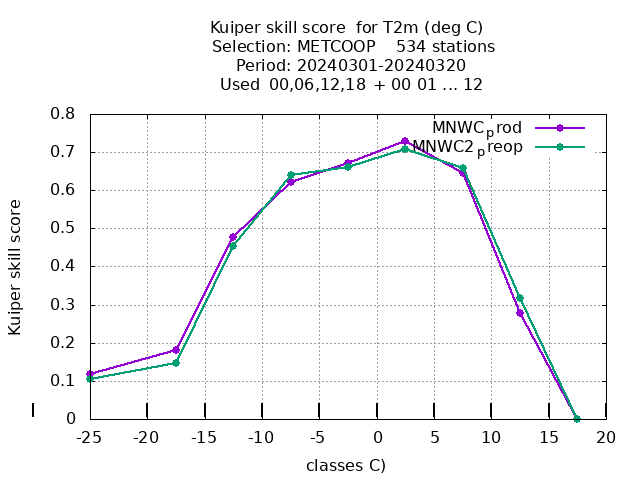 Kuiper skill score  for T2m (deg C)
Selection: METCOOP    534 stations
Period: 20240301-20240320
Used  00,06,12,18  + 00 01 ... 12
MNWCprod
MNWC2preop
0.8
0.7
0.6
0.5
0.4
0.3
0.2
0.1
0
Kuiper skill score
-25 -20 -15 -10 -5 0 5 10 15 20
classes C)